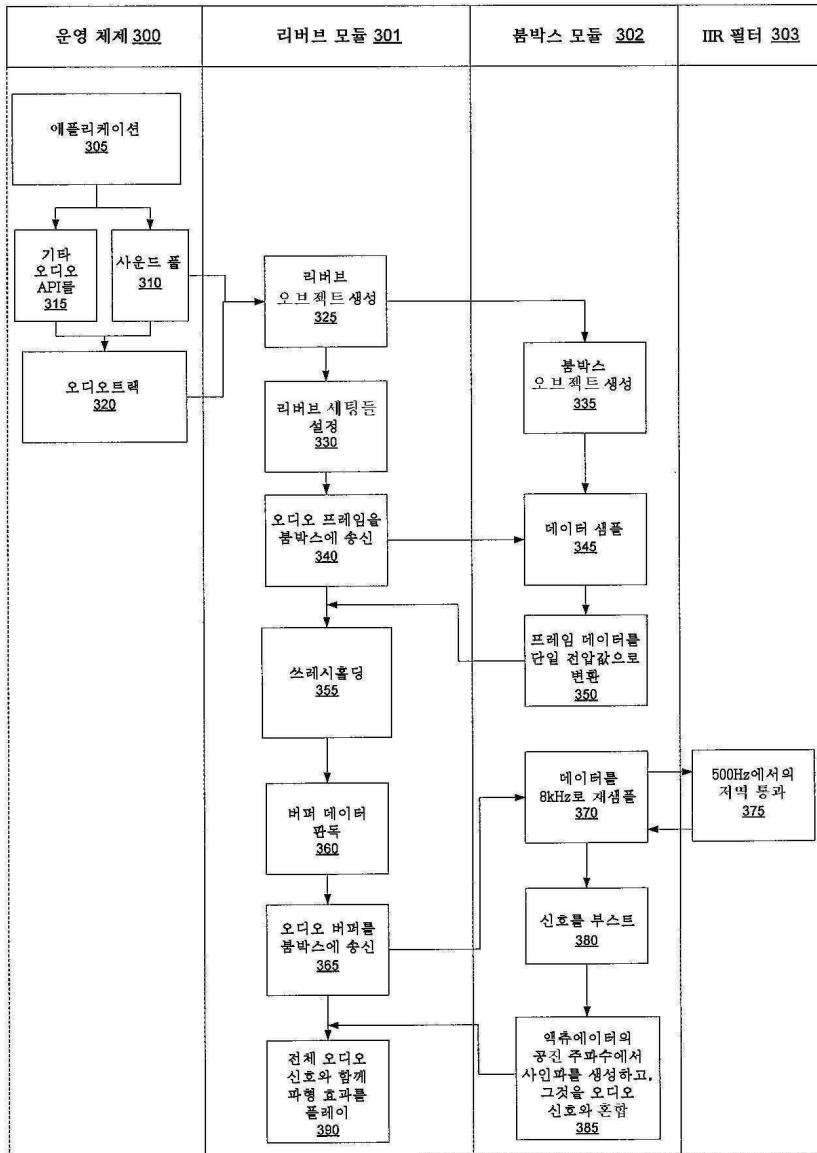 운영 체제 300
리버브 모듈 301
붐박스 모듈 302
IIR 필터 303
애플리케이션
305
기타
오디오
API들
315
사운드 풀
310
오디오트랙
320
리버브
오브젝트 생성
325
리버브 세팅들
설정
330
오디오 프레임을
붐박스에 송신
340
쓰레시홀딩
355
버퍼 데이터
판독
360
오디오 버퍼를
붐박스에 송신
365
전체 오디오
신호와 함께
파형 효과를
플레이
390
붐박스
오브젝트 생성
335
데이터 샘플
345
프레임 데이터를
단일 전압값으로
변환
350
데이터를
8kHz로 재샘플
370
신호를 부스트
380
액츄에이터의
공진 주파수에서
사인파를 생성하고,
그것을 오디오
신호와 혼합
385
500Hz에서의
저역 통과
375